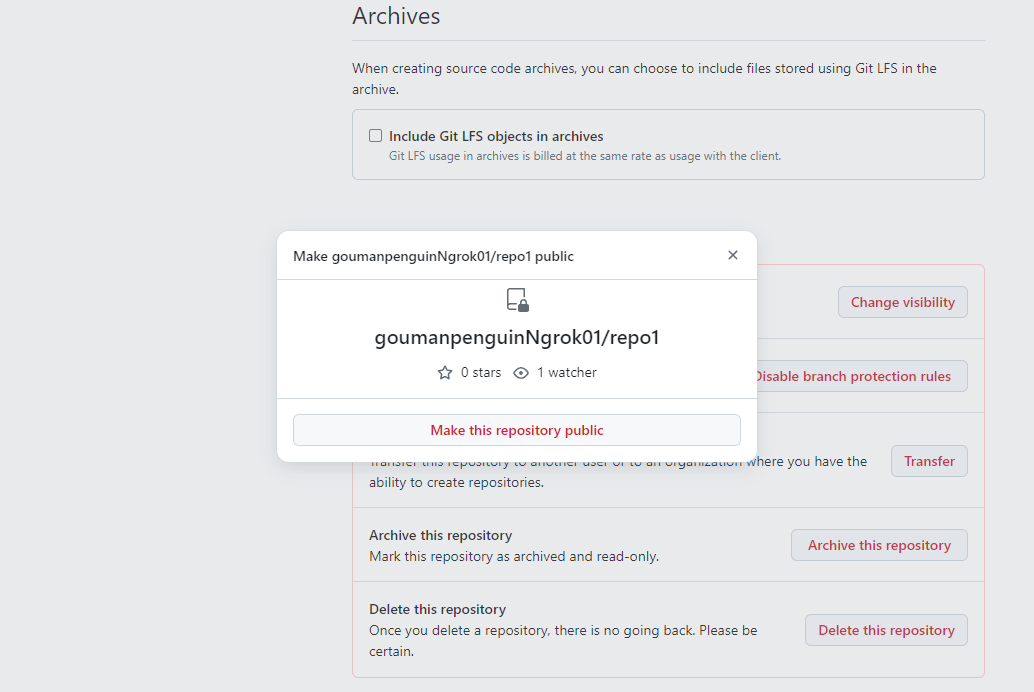 Archives
When creating source code archives, you can choose to include files stored using Git LFS in the
archive.
Include Git LFS objects in archives
Git LFS usage in archives is billed at the same rate as usage with the client.
Make goumanpenguinNgrok01/repo1 public
goumanpenguinNgrok01/repo1
0 stars 1 watcher
Make this repository public
Change visibility
Disable branch protection rules
Transfer this repository to another user or to an organization where you have the
ability to create repositories.
Transfer
Archive this repository
Mark this repository as archived and read-only.
Archive this repository
Delete this repository
Once you delete a repository, there is no going back. Please be
certain.
Delete this repository